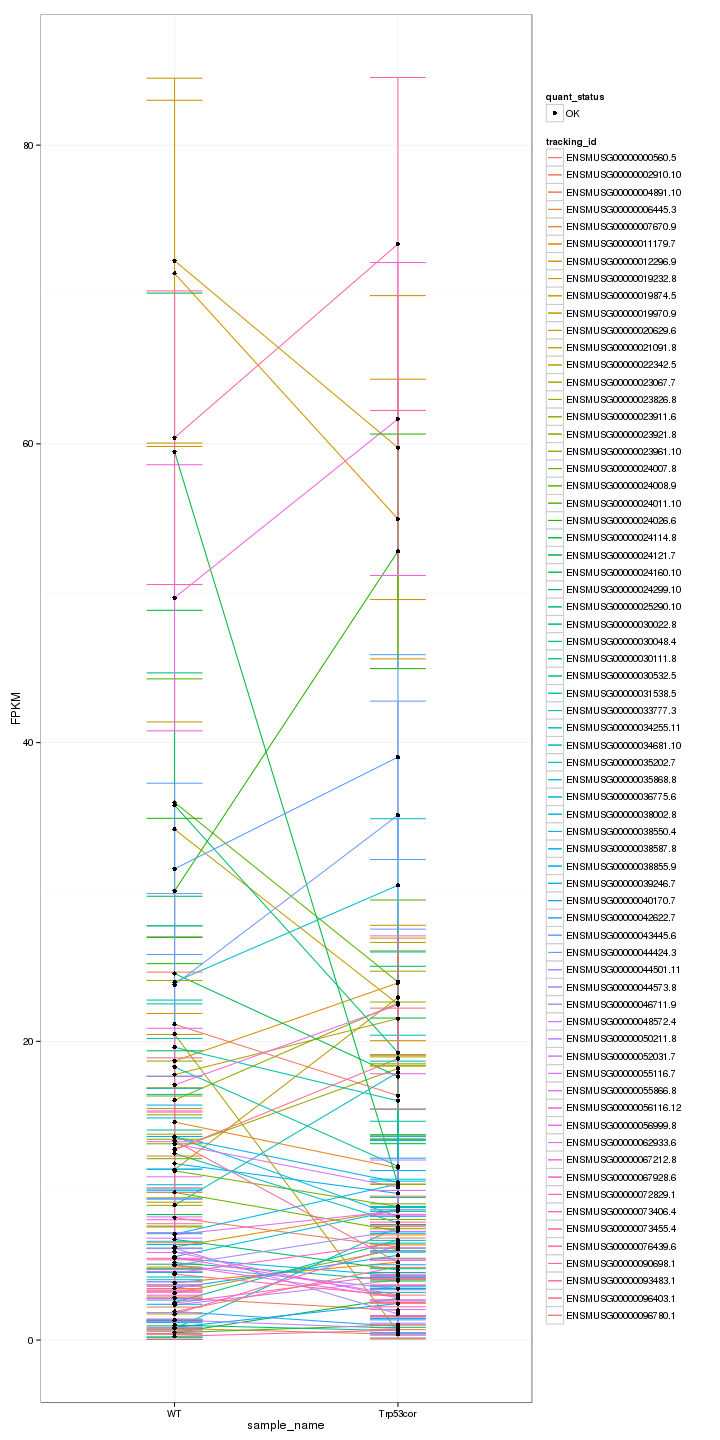 80
60
40
20
0
FPKM
WT
Trp53cor
sample_name
quant_status
OK
tracking_id
ENSMUSG00000000560.5
ENSMUSG00000002910.10
ENSMUSG00000004891.10
ENSMUSG00000006445.3
ENSMUSG00000007670.9
ENSMUSG00000011179.7
ENSMUSG00000012296.9
ENSMUSG00000019232.8
ENSMUSG00000019874.5
ENSMUSG00000019970.9
ENSMUSG00000020629.6
ENSMUSG00000021091.8
ENSMUSG00000022342.5
ENSMUSG00000023067.7
ENSMUSG00000023826.8
ENSMUSG00000023911.6
ENSMUSG00000023921.8
ENSMUSG00000023961.10
ENSMUSG00000024007.8
ENSMUSG00000024008.9
ENSMUSG00000024011.10
ENSMUSG00000024026.6
ENSMUSG00000024114.8
ENSMUSG00000024121.7
ENSMUSG00000024160.10
ENSMUSG00000024299.10
ENSMUSG00000025290.10
ENSMUSG00000030022.8
ENSMUSG00000030048.4
ENSMUSG00000030111.8
ENSMUSG00000030532.5
ENSMUSG00000031538.5
ENSMUSG00000033777.3
ENSMUSG00000034255.11
ENSMUSG00000034681.10
ENSMUSG00000035202.7
ENSMUSG00000035868.8
ENSMUSG00000036775.6
ENSMUSG00000038002.8
ENSMUSG00000038550.4
ENSMUSG00000038587.8
ENSMUSG00000038855.9
ENSMUSG00000039246.7
ENSMUSG00000040170.7
ENSMUSG00000042622.7
ENSMUSG00000043445.6
ENSMUSG00000044424.3
ENSMUSG00000044501.11
ENSMUSG00000044573.8
ENSMUSG00000046711.9
ENSMUSG00000048572.4
ENSMUSG00000050211.8
ENSMUSG00000052031.7
ENSMUSG00000055116.7
ENSMUSG00000055866.8
ENSMUSG00000056116.12
ENSMUSG00000056999.8
ENSMUSG00000062933.6
ENSMUSG00000067212.8
ENSMUSG00000067928.6
ENSMUSG00000072829.1
ENSMUSG00000073406.4
ENSMUSG00000073455.4
ENSMUSG00000076439.6
ENSMUSG00000090698.1
ENSMUSG00000093483.1
ENSMUSG00000096403.1
ENSMUSG00000096780.1